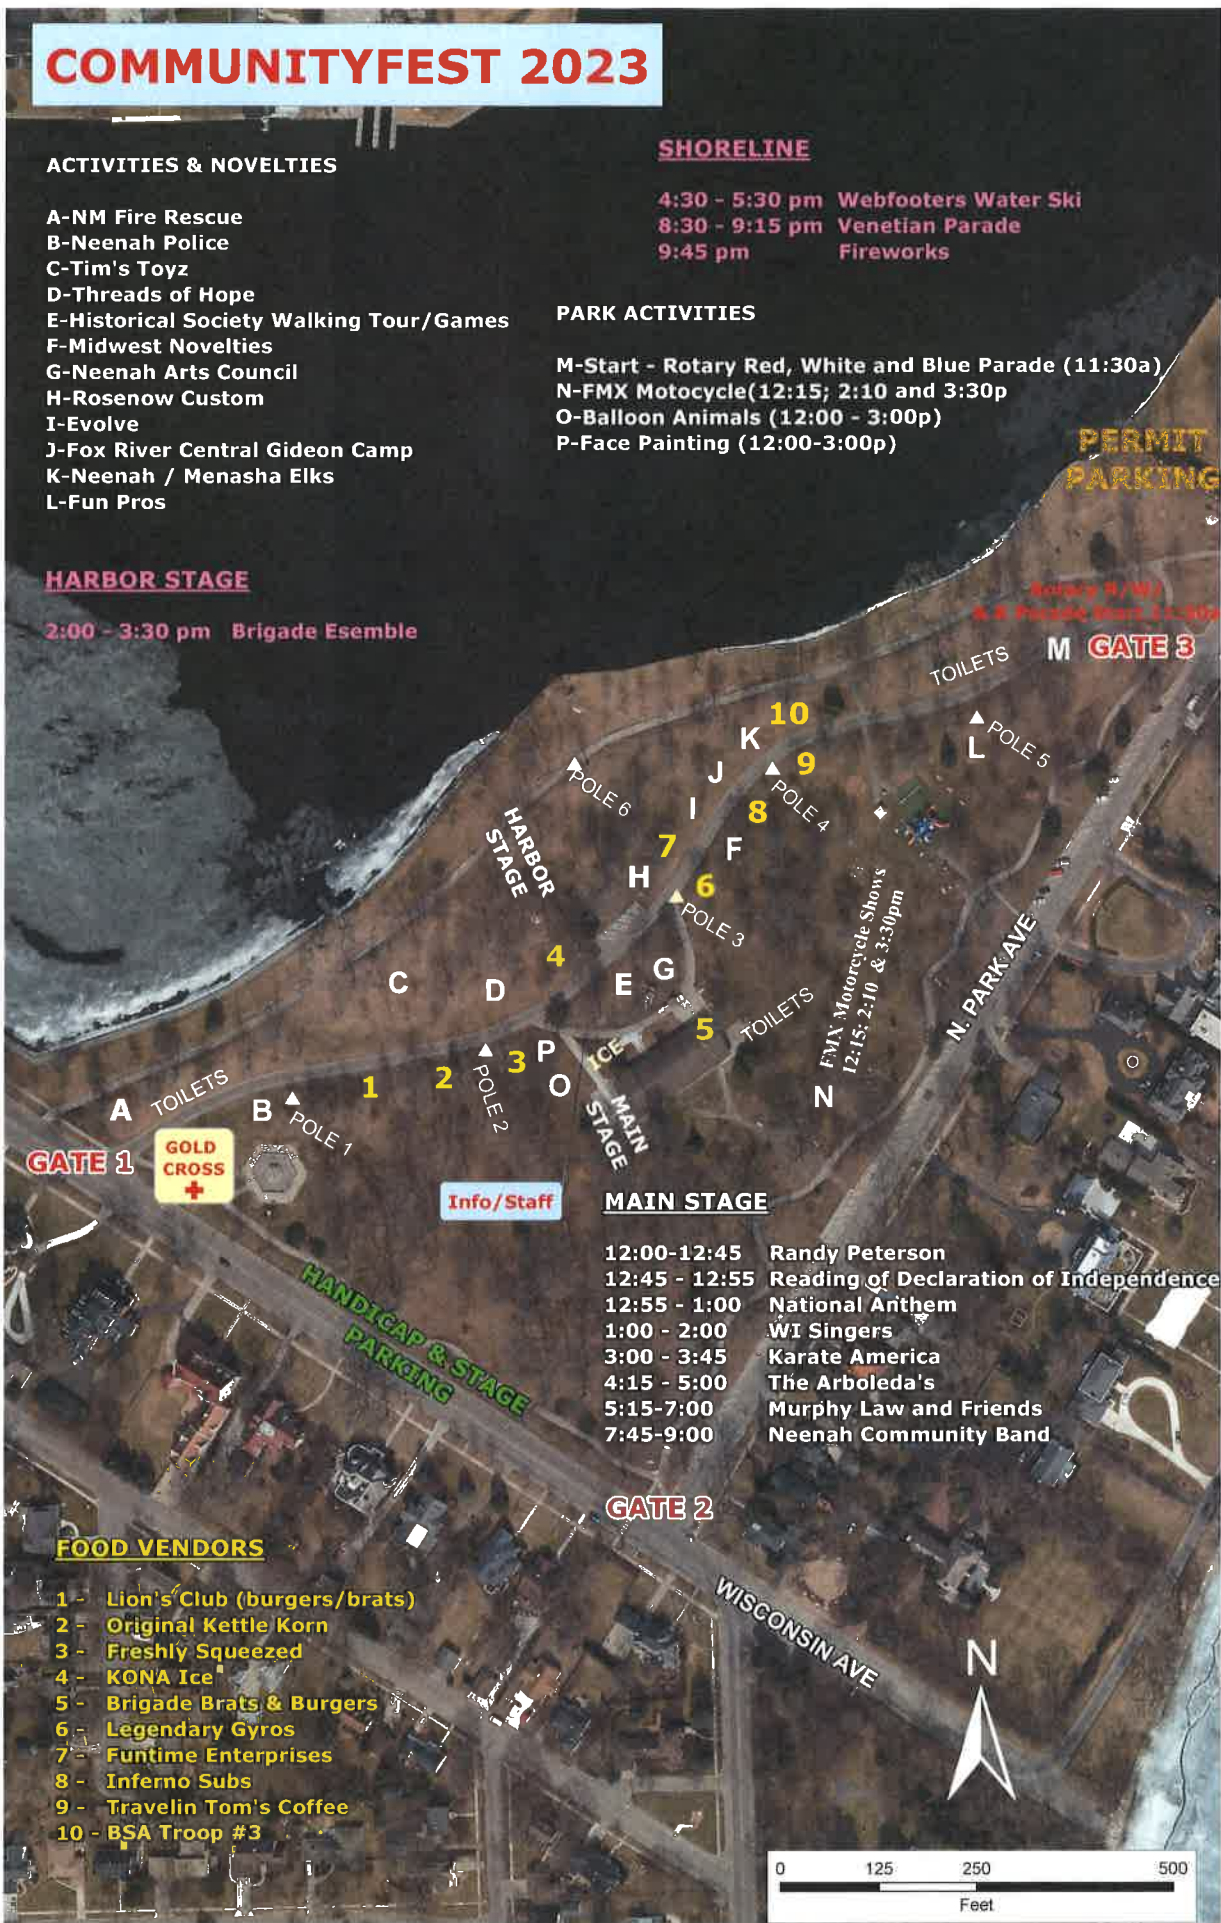 COMMUNITYFEST 2023
ACTIVITIES & NOVELTIES
A-NM Fire Rescue
B-Neenah Police
C-Tim's Toyz
D-Threads of Hope
E-Historical Society Walking Tour/Games
F-Midwest Novelties
G-Neenah Arts Council
H-Rosenow Custom
I-Evolve
J-Fox River Central Gideon Camp
K-Neenah / Menasha Elks
L-Fun Pros
SHORELINE
4:30 - 5:30 pm Webfooters Water Ski
8:30 - 9:15 pm Venetian Parade
9:45 pm Fireworks
PARK ACTIVITIES
M-Start - Rotary Red, White and Blue Parade (11:30a)
N-FMX Motocycle(12:15; 2:10 and 3:30p
O-Balloon Animals (12:00 - 3:00p)
P-Face Painting (12:00-3:00p)
PERMIT
PARKING
HARBOR STAGE
2:00 - 3:30 pm Brigade Esemble
Rotary R/W/
& B Parade Start 11:30a
M GATE 3
TOILETS
10
K
POLE 5
L
J
9
POLE 4
POLE 6
I
8
HARBOR
STAGE
7
F
H
6
POLE 3
FMX Motorcycle Shows
12:15; 2:10 & 3:30pm
N. PARK AVE
4
G
C
D
E
5
TOILETS
P
ICE
3
2
1
POLE 2
O
N
MAIN
STAGE
A
TOILETS
B
POLE 1
GATE 1
GOLD
CROSS
Info/Staff
MAIN STAGE
12:00-12:45 Randy Peterson
12:45 - 12:55 Reading of Declaration of Independence
12:55 - 1:00 National Anthem
1:00 - 2:00 WI Singers
3:00 - 3:45 Karate America
4:15 - 5:00 The Arboleda's
5:15-7:00 Murphy Law and Friends
7:45-9:00 Neenah Community Band
HANDICAP & STAGE
PARKING
GATE 2
WISCONSIN AVE
FOOD VENDORS
1 - Lion's Club (burgers/brats)
2 - Original Kettle Korn
3 - Freshly Squeezed
4 - KONA Ice
5 - Brigade Brats & Burgers
6 - Legendary Gyros
7 - Funtime Enterprises
8 - Inferno Subs
9 - Travelin Tom's Coffee
10 - BSA Troop #3
N
0 125 250 500
Feet